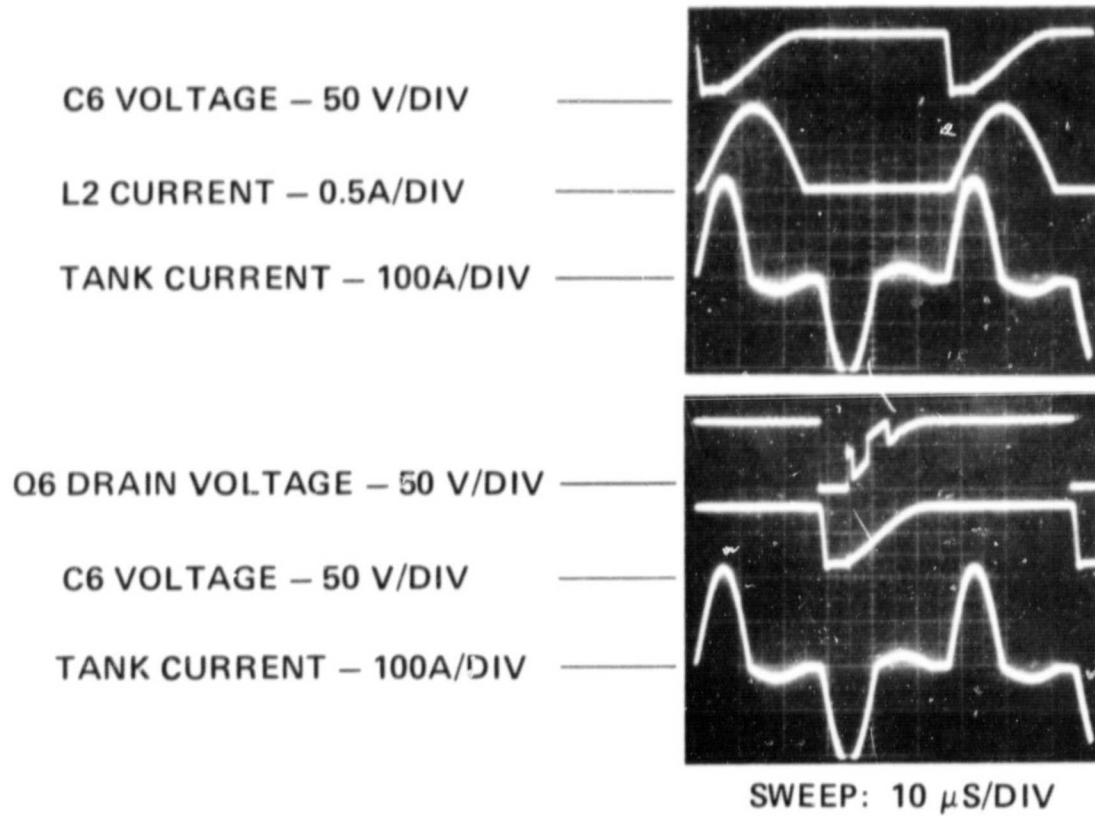 C6 VOLTAGE – 50 V/DIV
L2 CURRENT – 0.5A/DIV
TANK CURRENT – 100A/DIV
Q6 DRAIN VOLTAGE – 50 V/DIV
C6 VOLTAGE – 50 V/DIV
TANK CURRENT – 100A/DIV
SWEEP: 10 μS/DIV